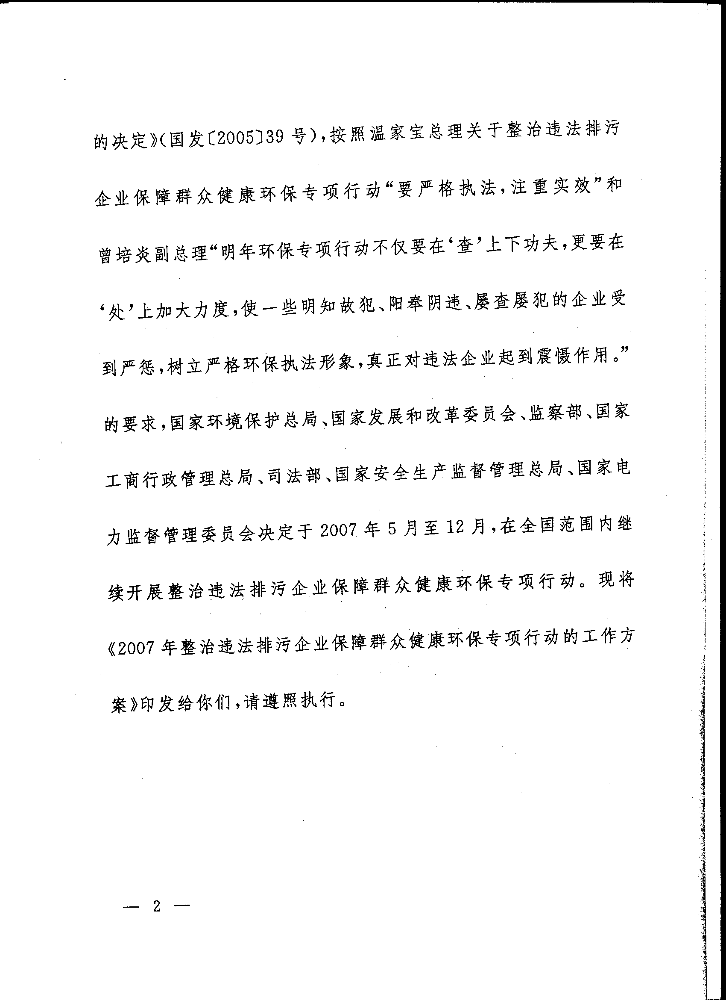 的决定》(国发〔2005〕39 号),按照温家宝总理关于整治违法排污
企业保障群众健康环保专项行动“要严格执法,注重实效”和
曾培炎副总理“明年环保专项行动不仅要在‘查’上下功夫,更要在
‘处’上加大力度,使一些明知故犯、阳奉阴违、屡查屡犯的企业受
到严惩,树立严格环保执法形象,真正对违法企业起到震慑作用。”
的要求,国家环境保护总局、国家发展和改革委员会、监察部、国家
工商行政管理总局、司法部、国家安全生产监督管理总局、国家电
力监督管理委员会决定于 2007 年 5 月至 12 月,在全国范围内继
续开展整治违法排污企业保障群众健康环保专项行动。现将
《2007 年整治违法排污企业保障群众健康环保专项行动的工作方
案》印发给你们,请遵照执行。
— 2 —